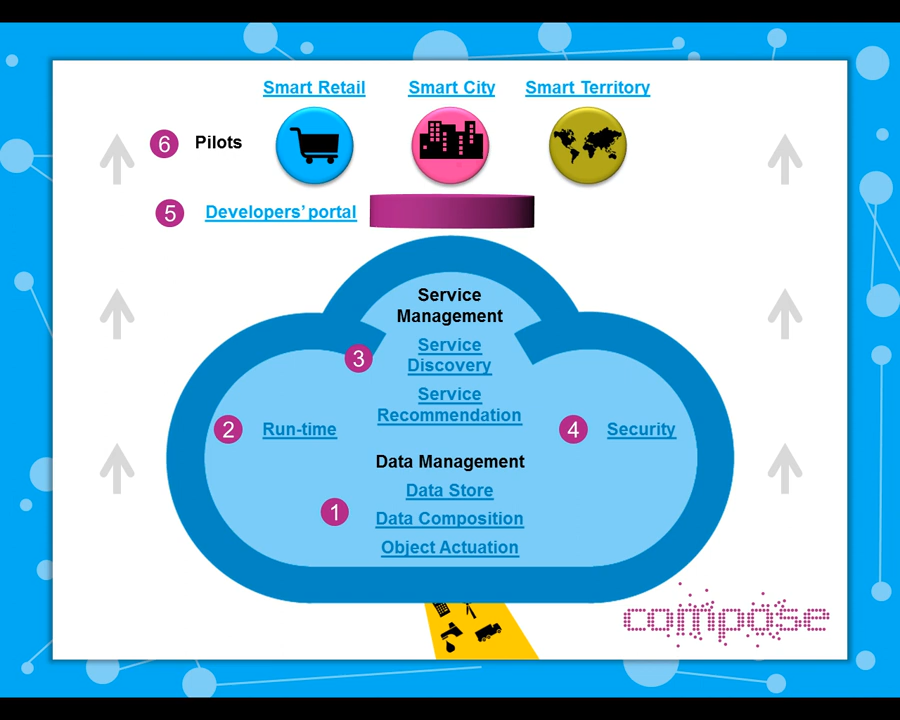 Smart Retail Smart City Smart Territory
6 Pilots
5 Developers' portal
Service
Management
3
Service
Discovery
Service
Recommendation
2 Run-time
4 Security
Data Management
1
Data Store
Data Composition
Object Actuation
compose